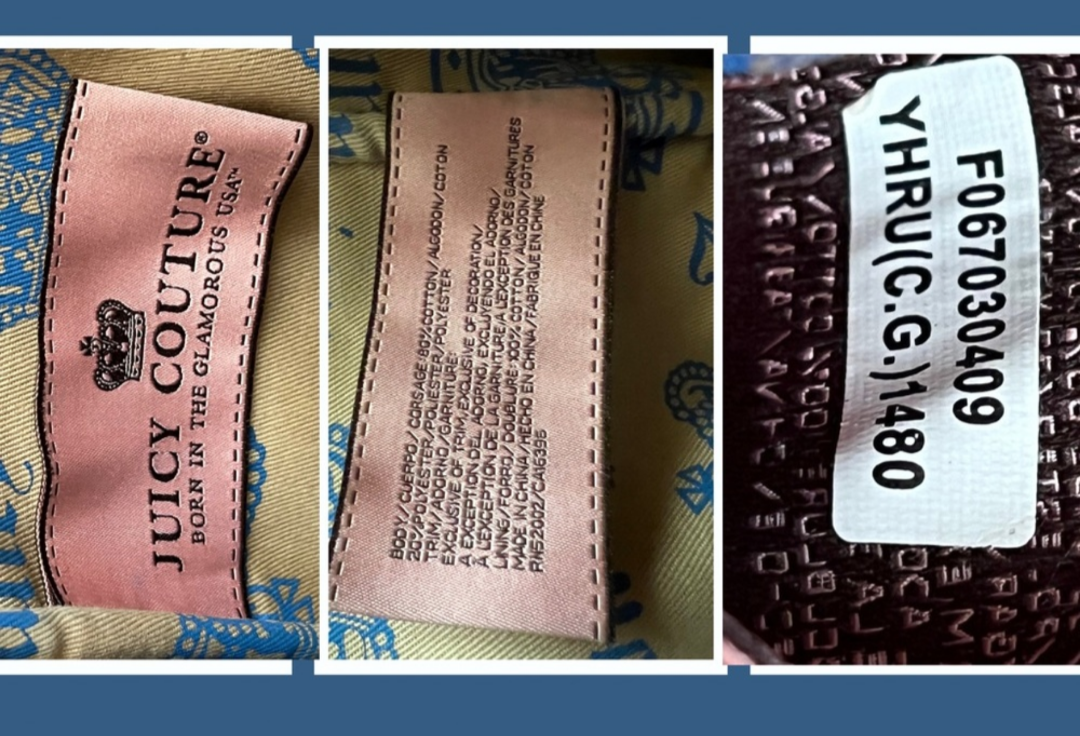 JUICY COUTURE®
BORN IN THE GLAMOROUS USA™
BODY/CUERPO/CORSAGE:80%COTTON/ALGODON/COTON
20%POLYESTER/POLIESTER/POLYESTER
TRIM/ADORNO/GARNITURE:
EXCLUSIVE OF TRIM/EXCLUSIVE OF DECORATION/
A EXCEPTION DEL ADORNO, EXCLUYENDO EL ADORNO/
A L'EXCEPTION DE LA GARNITURE/A L'EXCEPTION DES GARNITURES
LINING/FORRO/DOUBLURE:100%COTTON/ALGODON/COTON
MADE IN CHINA/HECHO EN CHINA/FABRIQUE EN CHINE
RN52002/CA16395
F067030409
YHRU(C.G.)1480